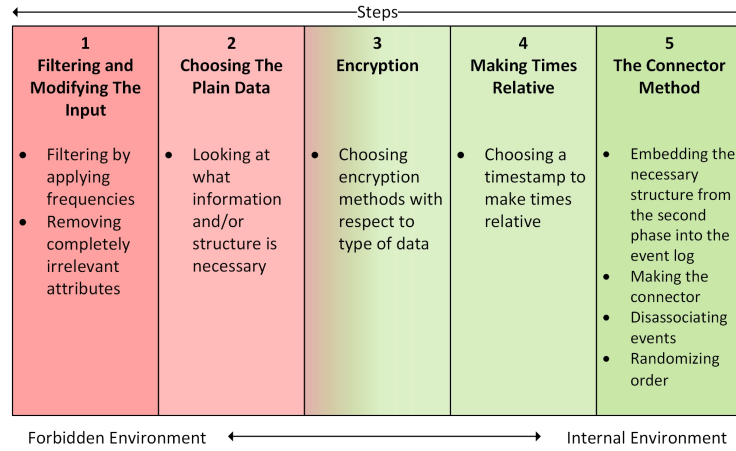 Steps
1
Filtering and
Modifying The
Input
• Filtering by
applying
frequencies
• Removing
completely
irrelevant
attributes
2
Choosing The
Plain Data
• Looking at
what
information
and/or
structure is
necessary
3
Encryption
• Choosing
encryption
methods with
respect to
type of data
4
Making Times
Relative
• Choosing a
timestamp to
make times
relative
5
The Connector
Method
• Embedding the
necessary
structure from
the second
phase into the
event log
• Making the
connector
• Disassociating
events
• Randomizing
order
Forbidden Environment
Internal Environment